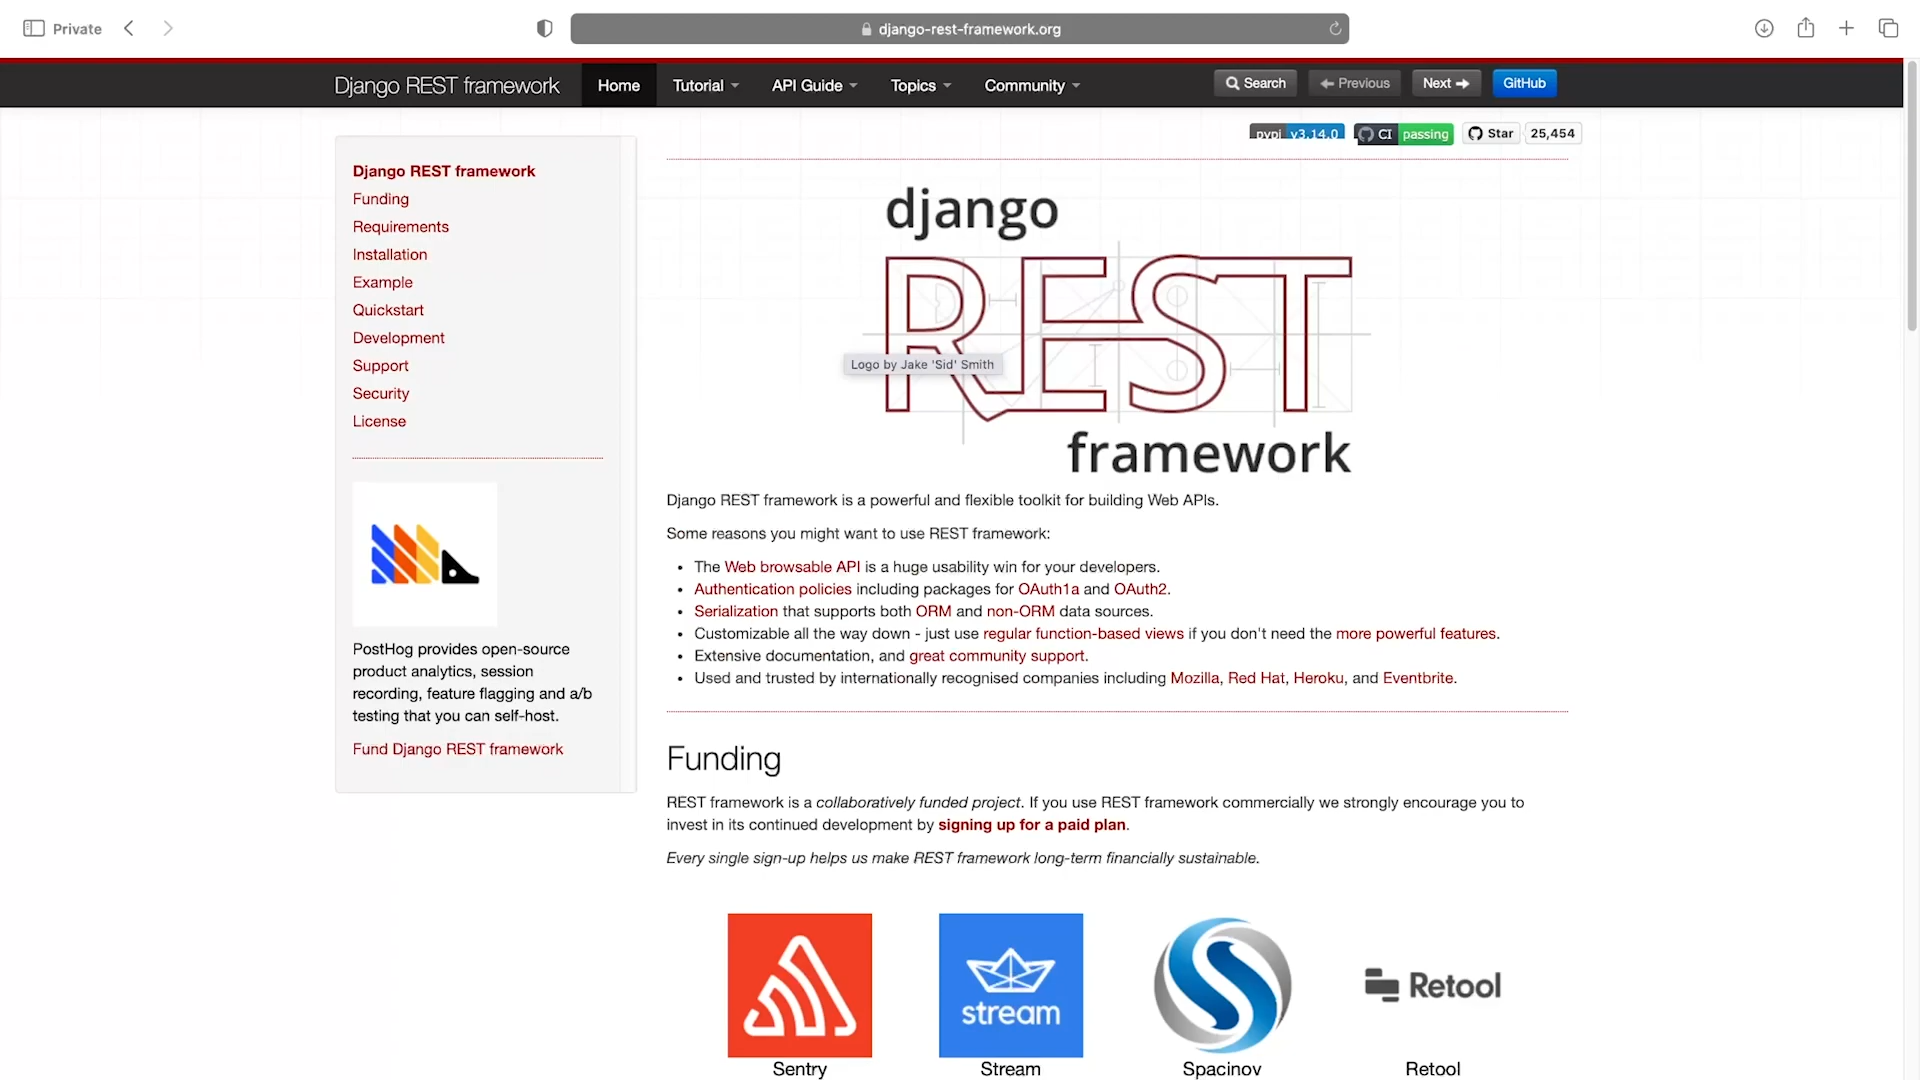 Private
django-rest-framework.org
Django REST framework
Home
Tutorial
API Guide
Topics
Community
Search
Previous
Next
GitHub
pypi v3.14.0
CI passing
Star
25,454
Django REST framework
Funding
Requirements
Installation
Example
Quickstart
Development
Support
Security
License
PostHog provides open-source
product analytics, session
recording, feature flagging and a/b
testing that you can self-host.
Fund Django REST framework
django
REST
framework
Logo by Jake 'Sid' Smith
Django REST framework is a powerful and flexible toolkit for building Web APIs.
Some reasons you might want to use REST framework:
• The Web browsable API is a huge usability win for your developers.
• Authentication policies including packages for OAuth1a and OAuth2.
• Serialization that supports both ORM and non-ORM data sources.
• Customizable all the way down - just use regular function-based views if you don't need the more powerful features.
• Extensive documentation, and great community support.
• Used and trusted by internationally recognised companies including Mozilla, Red Hat, Heroku, and Eventbrite.
Funding
REST framework is a collaboratively funded project. If you use REST framework commercially we strongly encourage you to
invest in its continued development by signing up for a paid plan.
Every single sign-up helps us make REST framework long-term financially sustainable.
stream
Retool
Sentry
Stream
Spacinov
Retool